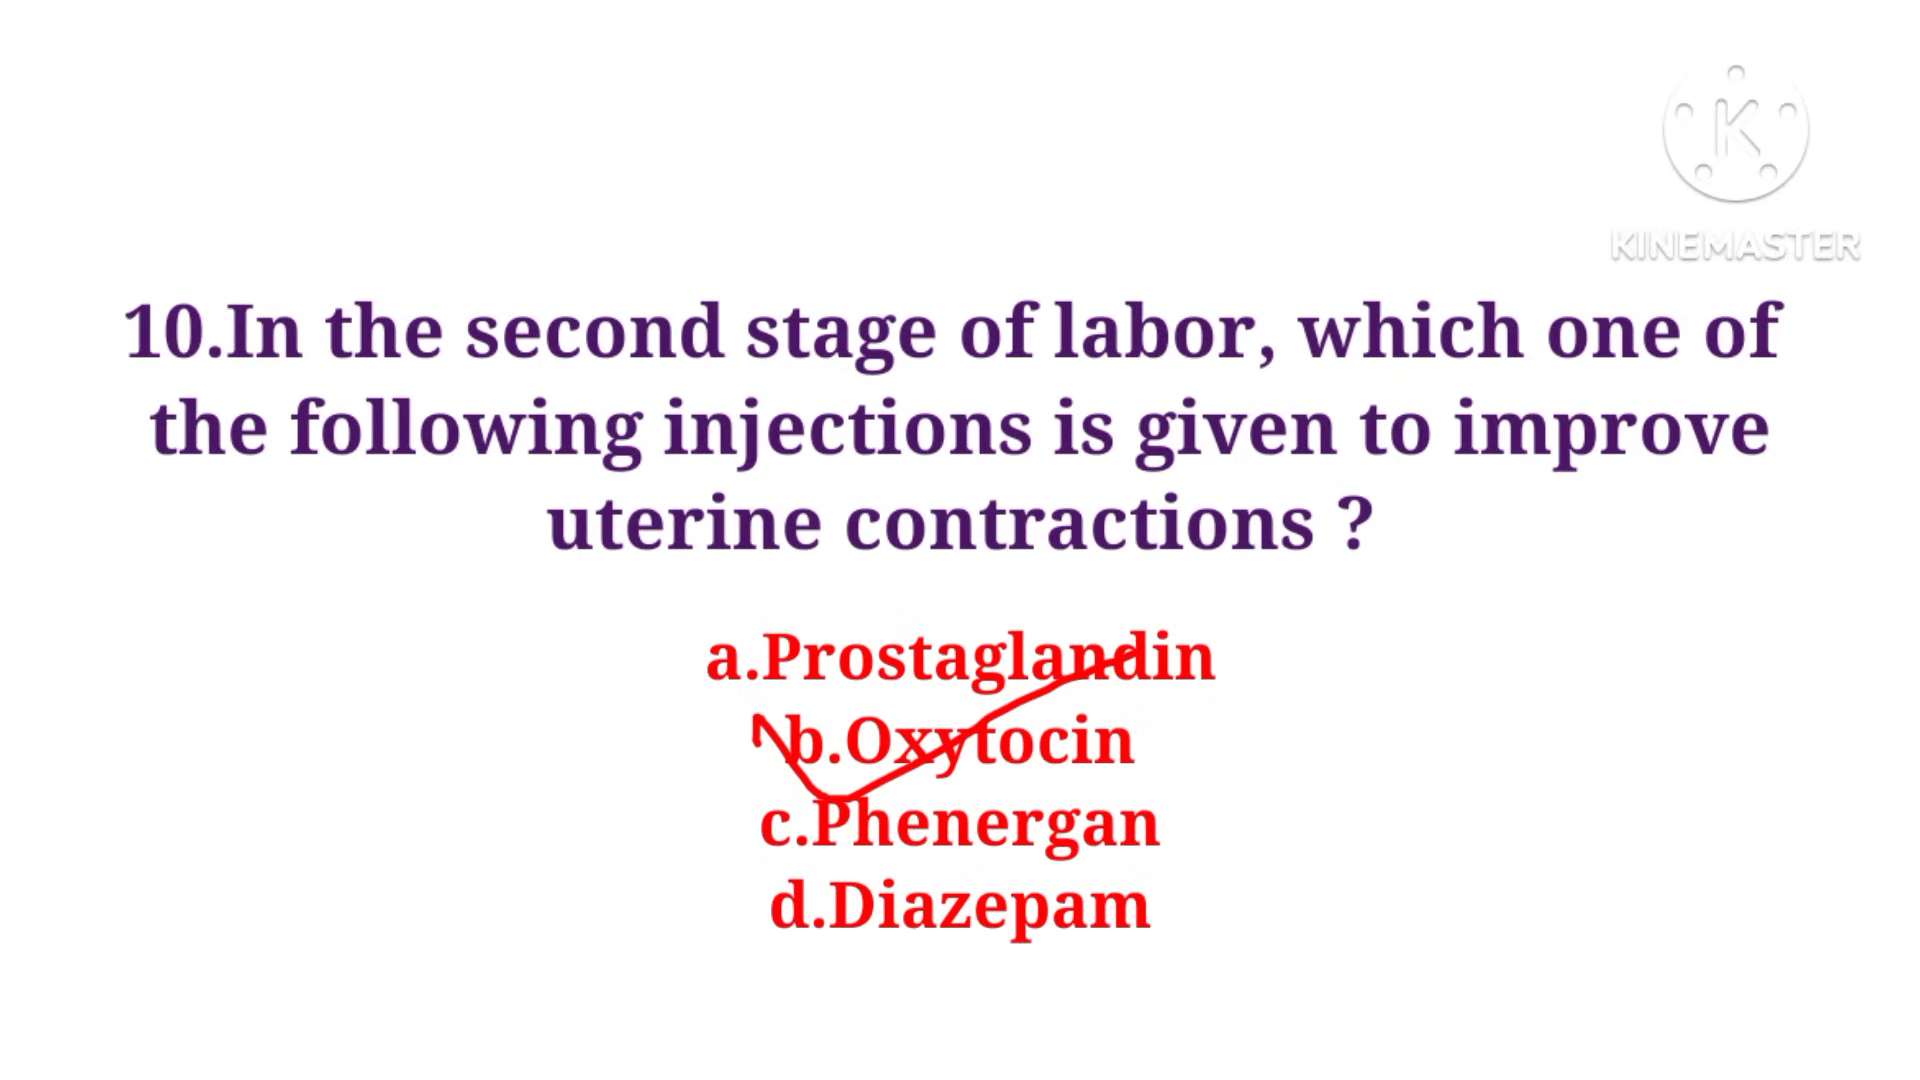 K
KINEMASTER
10.In the second stage of labor, which one of
the following injections is given to improve
uterine contractions ?
a.Prostaglandin
b.Oxytocin
c.Phenergan
d.Diazepam